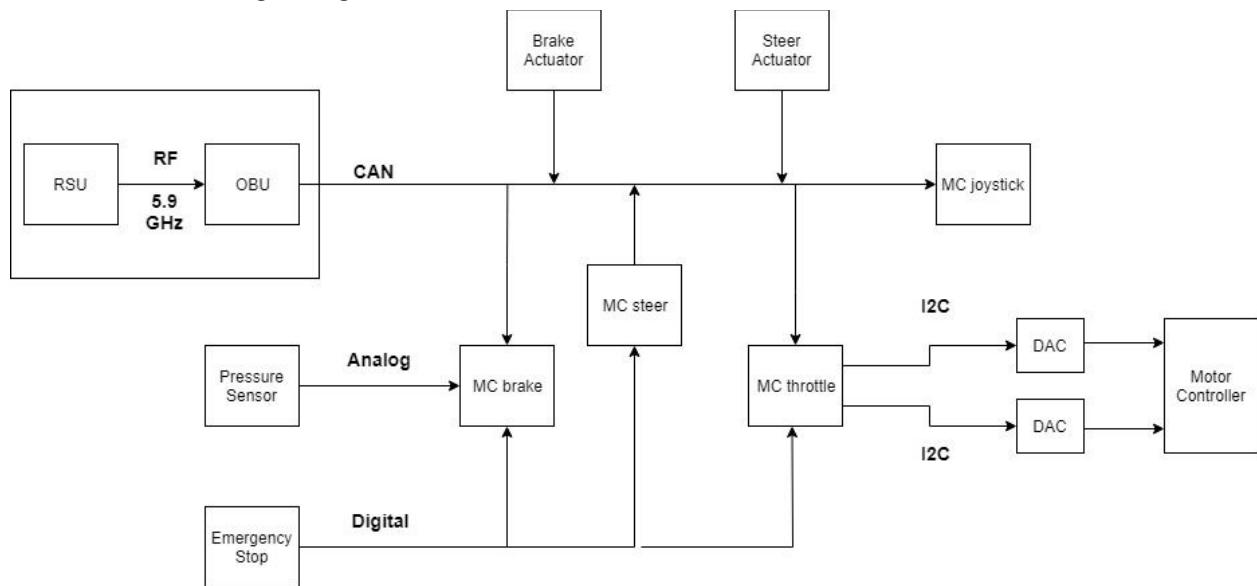 Brake
Actuator
Steer
Actuator
RSU
RF
5.9
GHz
OBU
CAN
MC joystick
MC steer
I2C
Pressure
Sensor
Analog
MC brake
MC throttle
DAC
Motor
Controller
DAC
I2C
Emergency
Stop
Digital